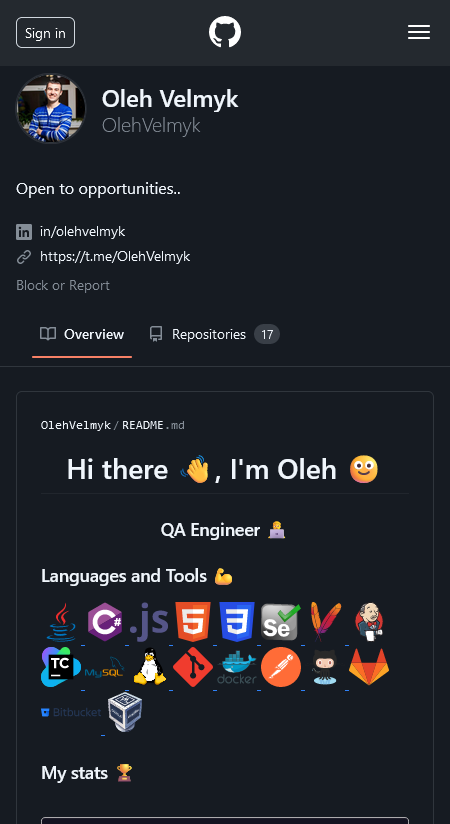 Sign in
Oleh Velmyk
OlehVelmyk
Open to opportunities..
in/olehvelmyk
https://t.me/OlehVelmyk
Block or Report
Overview Repositories 17
OlehVelmyk/README.md
Hi there 👋, I'm Oleh 🙂
QA Engineer 👩‍💻
Languages and Tools 💪
C# .js 5 3 Se
TC MySQL docker
Bitbucket
My stats 🏆